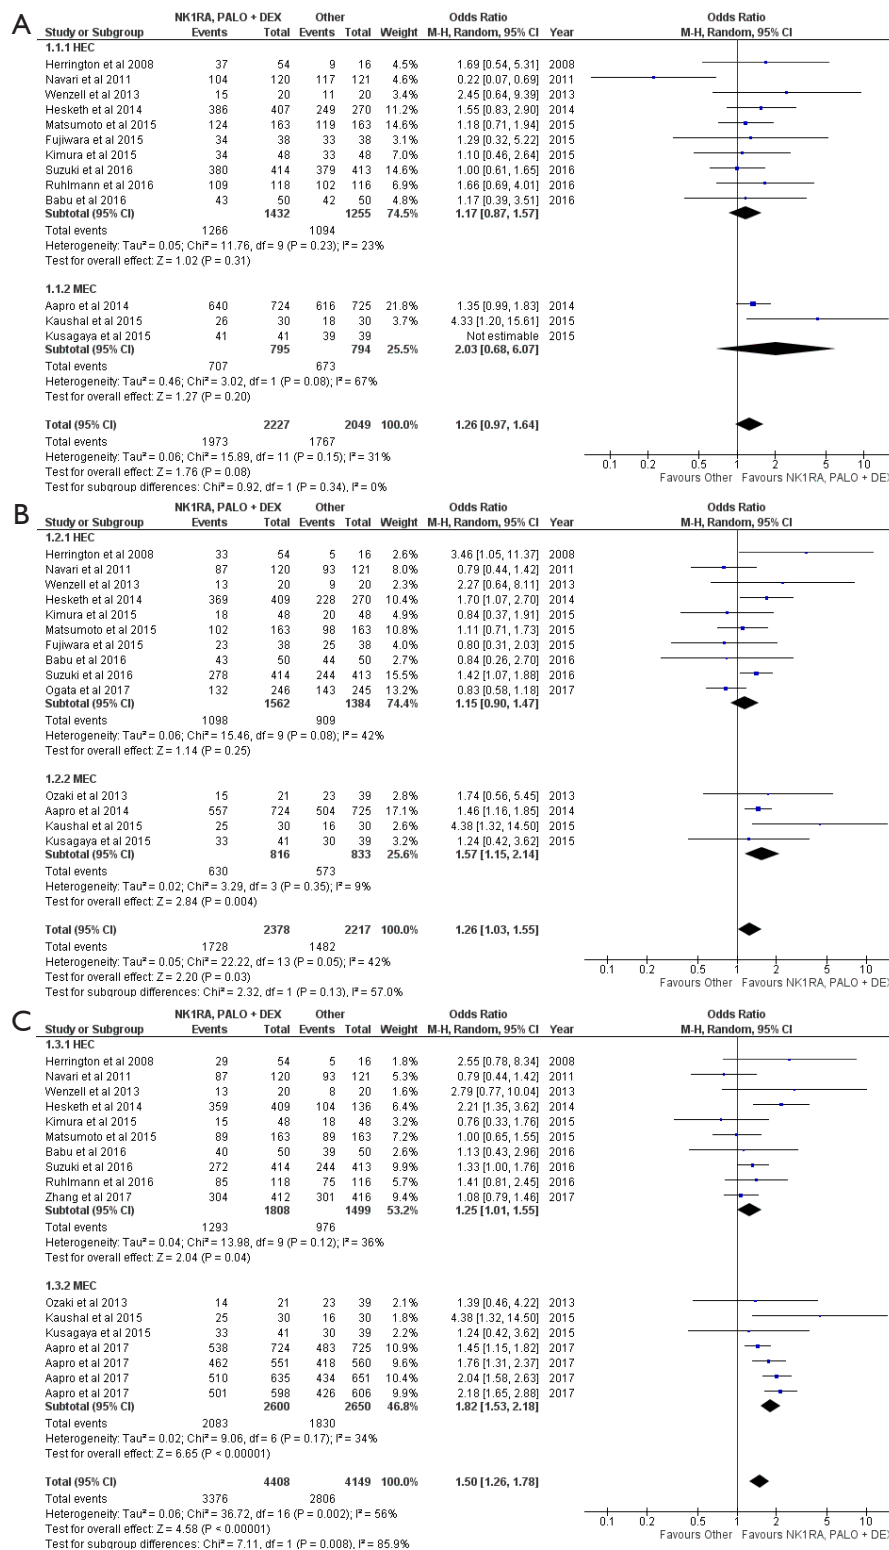 A
NK1RA, PALO + DEX Other Odds Ratio Odds Ratio
Study or Subgroup Events Total Events Total Weight M-H, Random, 95% CI Year M-H, Random, 95% CI
1.1.1 HEC
Herrington et al 2008 37 54 9 16 4.5% 1.69 [0.54, 5.31] 2008
Navari et al 2011 104 120 117 121 4.6% 0.22 [0.07, 0.69] 2011
Wenzell et al 2013 15 20 11 20 3.1% 2.45 [0.64, 9.39] 2013
Hesketh et al 2014 386 407 249 270 11.2% 1.55 [0.83, 2.90] 2014
Matsumoto et al 2015 124 163 119 163 14.6% 1.18 [0.71, 1.94] 2015
Fujiwara et al 2015 34 38 33 38 3.1% 1.29 [0.32, 5.22] 2015
Kimura et al 2015 34 48 33 48 7.0% 1.10 [0.46, 2.64] 2015
Suzuki et al 2016 380 414 379 413 14.6% 1.00 [0.61, 1.65] 2016
Ruhlmann et al 2016 109 118 102 116 6.9% 1.66 [0.69, 4.01] 2016
Babu et al 2016 43 50 42 50 4.8% 1.17 [0.39, 3.51] 2016
Subtotal (95% CI) 1432 1255 74.5% 1.17 [0.87, 1.57]
Total events 1266 1094
Heterogeneity: Tau² = 0.05; Chi² = 11.76, df = 9 (P = 0.23); I² = 23%
Test for overall effect: Z = 1.02 (P = 0.31)
1.1.2 MEC
Aapro et al 2014 640 724 616 725 21.8% 1.35 [0.99, 1.83] 2014
Kaushal et al 2015 26 30 18 30 3.7% 4.33 [1.20, 15.61] 2015
Kusagaya et al 2015 41 41 39 39 Not estimable 2015
Subtotal (95% CI) 795 794 25.5% 2.03 [0.68, 6.07]
Total events 707 673
Heterogeneity: Tau² = 0.46; Chi² = 3.02, df = 1 (P = 0.08); I² = 67%
Test for overall effect: Z = 1.27 (P = 0.20)
Total (95% CI) 2227 2049 100.0% 1.26 [0.97, 1.64]
Total events 1973 1767
Heterogeneity: Tau² = 0.06; Chi² = 15.89, df = 11 (P = 0.15); I² = 31%
Test for overall effect: Z = 1.76 (P = 0.08)
Test for subgroup differences: Chi² = 0.92, df = 1 (P = 0.34), I² = 0%
0.1 0.2 0.5 1 2 5 10
Favours Other Favours NK1RA, PALO + DEX
B
NK1RA, PALO + DEX Other Odds Ratio Odds Ratio
Study or Subgroup Events Total Events Total Weight M-H, Random, 95% CI Year M-H, Random, 95% CI
1.2.1 HEC
Herrington et al 2008 33 54 5 16 2.6% 3.46 [1.05, 11.37] 2008
Navari et al 2011 87 120 93 121 8.0% 0.79 [0.44, 1.42] 2011
Wenzell et al 2013 13 20 9 20 2.3% 2.27 [0.64, 8.11] 2013
Hesketh et al 2014 369 409 228 270 10.4% 1.70 [1.07, 2.70] 2014
Kimura et al 2015 18 48 20 48 4.9% 0.84 [0.37, 1.91] 2015
Matsumoto et al 2015 102 163 98 163 10.8% 1.11 [0.71, 1.73] 2015
Fujiwara et al 2015 23 38 25 38 4.0% 0.80 [0.31, 2.03] 2015
Babu et al 2016 43 50 44 50 2.7% 0.84 [0.26, 2.70] 2016
Suzuki et al 2016 278 414 244 413 15.5% 1.42 [1.07, 1.88] 2016
Ogata et al 2017 132 246 143 245 13.2% 0.83 [0.58, 1.18] 2017
Subtotal (95% CI) 1562 1384 74.4% 1.15 [0.90, 1.47]
Total events 1098 909
Heterogeneity: Tau² = 0.06; Chi² = 15.46, df = 9 (P = 0.08); I² = 42%
Test for overall effect: Z = 1.14 (P = 0.25)
1.2.2 MEC
Ozaki et al 2013 15 21 23 39 2.8% 1.74 [0.56, 5.45] 2013
Aapro et al 2014 557 724 504 725 17.1% 1.46 [1.16, 1.85] 2014
Kaushal et al 2015 25 30 16 30 2.6% 4.38 [1.32, 14.50] 2015
Kusagaya et al 2015 33 41 30 39 3.2% 1.24 [0.42, 3.62] 2015
Subtotal (95% CI) 816 833 25.6% 1.57 [1.15, 2.14]
Total events 630 573
Heterogeneity: Tau² = 0.02; Chi² = 3.29, df = 3 (P = 0.35); I² = 9%
Test for overall effect: Z = 2.84 (P = 0.004)
Total (95% CI) 2378 2217 100.0% 1.26 [1.03, 1.55]
Total events 1728 1482
Heterogeneity: Tau² = 0.05; Chi² = 22.22, df = 13 (P = 0.05); I² = 42%
Test for overall effect: Z = 2.20 (P = 0.03)
Test for subgroup differences: Chi² = 2.32, df = 1 (P = 0.13), I² = 57.0%
0.1 0.2 0.5 1 2 5 10
Favours Other Favours NK1RA, PALO + DEX
C
NK1RA, PALO + DEX Other Odds Ratio Odds Ratio
Study or Subgroup Events Total Events Total Weight M-H, Random, 95% CI Year M-H, Random, 95% CI
1.3.1 HEC
Herrington et al 2008 29 54 5 16 1.8% 2.55 [0.78, 8.34] 2008
Navari et al 2011 87 120 93 121 5.3% 0.79 [0.44, 1.42] 2011
Wenzell et al 2013 13 20 8 20 1.6% 2.79 [0.77, 10.04] 2013
Hesketh et al 2014 359 409 104 136 6.4% 2.21 [1.35, 3.62] 2014
Kimura et al 2015 15 48 18 48 3.2% 0.76 [0.33, 1.76] 2015
Matsumoto et al 2015 89 163 89 163 7.2% 1.00 [0.65, 1.55] 2015
Babu et al 2016 40 50 39 50 2.6% 1.13 [0.43, 2.96] 2016
Suzuki et al 2016 272 414 244 413 9.9% 1.33 [1.00, 1.76] 2016
Ruhlmann et al 2016 85 118 75 116 5.8% 1.41 [0.81, 2.45] 2016
Zhang et al 2017 304 412 301 416 9.4% 1.08 [0.79, 1.46] 2017
Subtotal (95% CI) 1808 1499 53.2% 1.25 [1.01, 1.55]
Total events 1293 976
Heterogeneity: Tau² = 0.04; Chi² = 13.98, df = 9 (P = 0.12); I² = 36%
Test for overall effect: Z = 2.04 (P = 0.04)
1.3.2 MEC
Ozaki et al 2013 14 21 23 39 2.1% 1.39 [0.46, 4.22] 2013
Kaushal et al 2015 25 30 16 30 1.8% 4.38 [1.32, 14.50] 2015
Kusagaya et al 2015 33 41 30 39 2.2% 1.24 [0.42, 3.62] 2015
Aapro et al 2017 538 724 483 725 10.9% 1.45 [1.15, 1.82] 2017
Aapro et al 2017 462 551 418 560 9.6% 1.76 [1.31, 2.37] 2017
Aapro et al 2017 510 635 434 651 10.4% 2.04 [1.58, 2.63] 2017
Aapro et al 2017 501 598 426 606 9.9% 2.18 [1.65, 2.88] 2017
Subtotal (95% CI) 2600 2650 46.8% 1.82 [1.53, 2.18]
Total events 2083 1830
Heterogeneity: Tau² = 0.02; Chi² = 9.06, df = 6 (P = 0.17); I² = 34%
Test for overall effect: Z = 6.65 (P < 0.00001)
Total (95% CI) 4408 4149 100.0% 1.50 [1.26, 1.78]
Total events 3376 2806
Heterogeneity: Tau² = 0.06; Chi² = 36.72, df = 16 (P = 0.002); I² = 56%
Test for overall effect: Z = 4.58 (P < 0.00001)
Test for subgroup differences: Chi² = 7.11, df = 1 (P = 0.008), I² = 85.9%
0.1 0.2 0.5 1 2 5 10
Favours Other Favours NK1RA, PALO + DEX